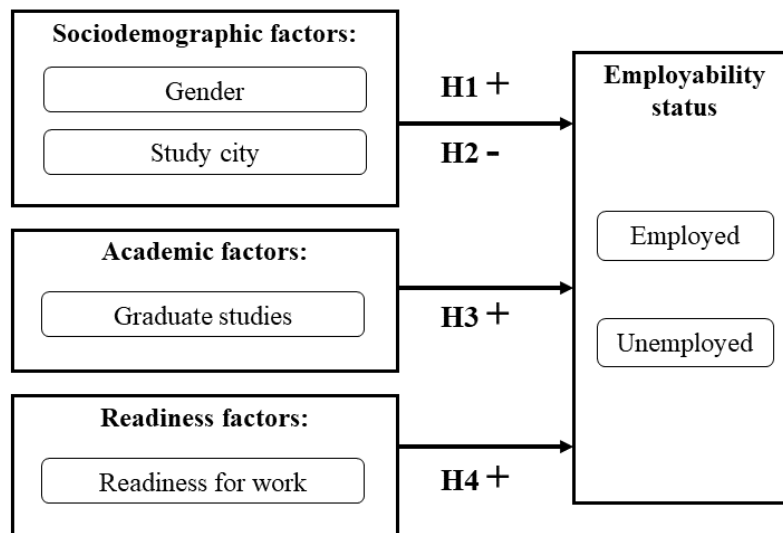 Sociodemographic factors:
Gender
Study city
H1 +
H2 -
Academic factors:
Graduate studies
H3 +
Readiness factors:
Readiness for work
H4 +
Employability
status
Employed
Unemployed